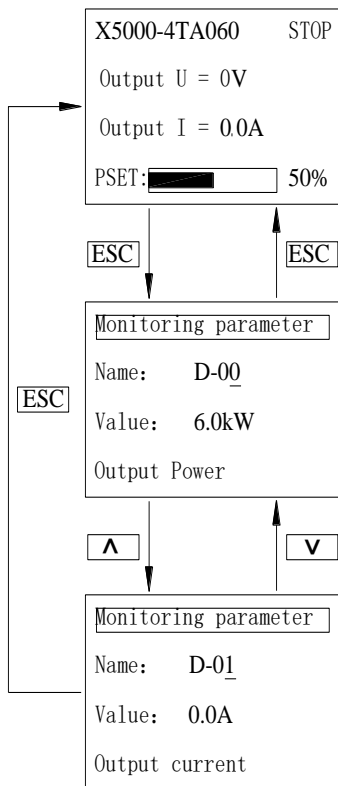 X5000-4TA060 STOP
Output U = 0V
Output I = 0.0A
PSET: 50%
ESC ESC
Monitoring parameter
Name: D-00
ESC
Value: 6.0kW
Output Power
∧ ∨
Monitoring parameter
Name: D-01
Value: 0.0A
Output current